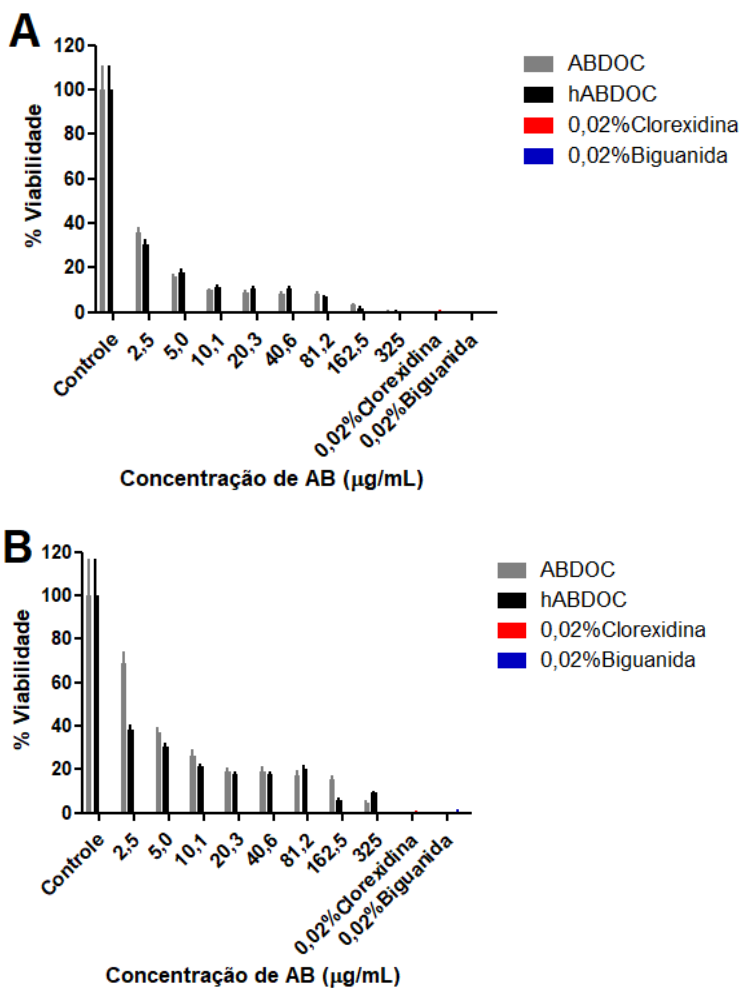 A
120
100
80
60
40
20
0
% Viabilidade
Controle
2,5
5,0
10,1
20,3
40,6
81,2
162,5
325
0,02%Clorexidina
0,02%Biguanida
Concentração de AB (µg/mL)
ABDOC
hABDOC
0,02%Clorexidina
0,02%Biguanida
B
120
100
80
60
40
20
0
% Viabilidade
Controle
2,5
5,0
10,1
20,3
40,6
81,2
162,5
325
0,02%Clorexidina
0,02%Biguanida
Concentração de AB (µg/mL)
ABDOC
hABDOC
0,02%Clorexidina
0,02%Biguanida